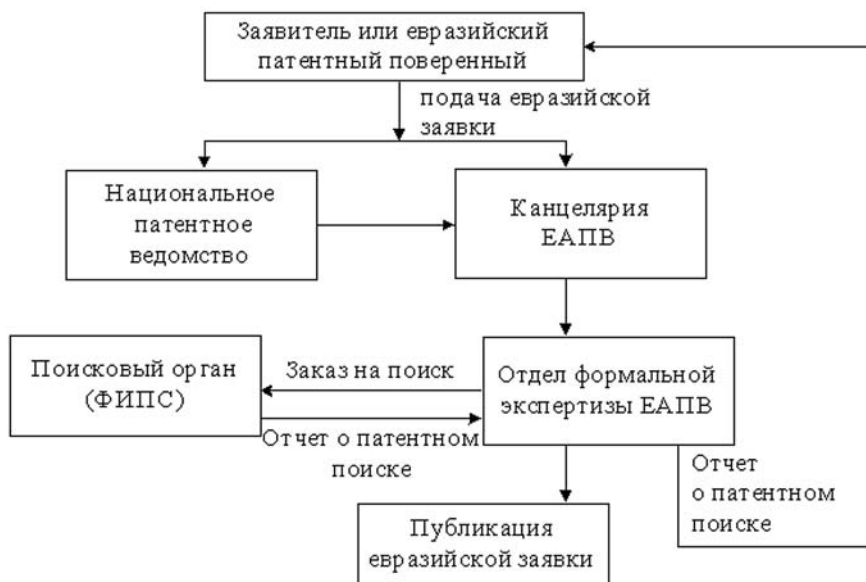 Заявитель или евразийский
патентный поверенный
подача евразийской
заявки
Национальное
патентное
ведомство
Канцелярия
ЕАПВ
Поисковый орган
(ФИПС)
Заказ на поиск
Отчет о патентном
поиске
Отдел формальной
экспертизы ЕАПВ
Отчет
о патентном
поиске
Публикация
евразийской заявки